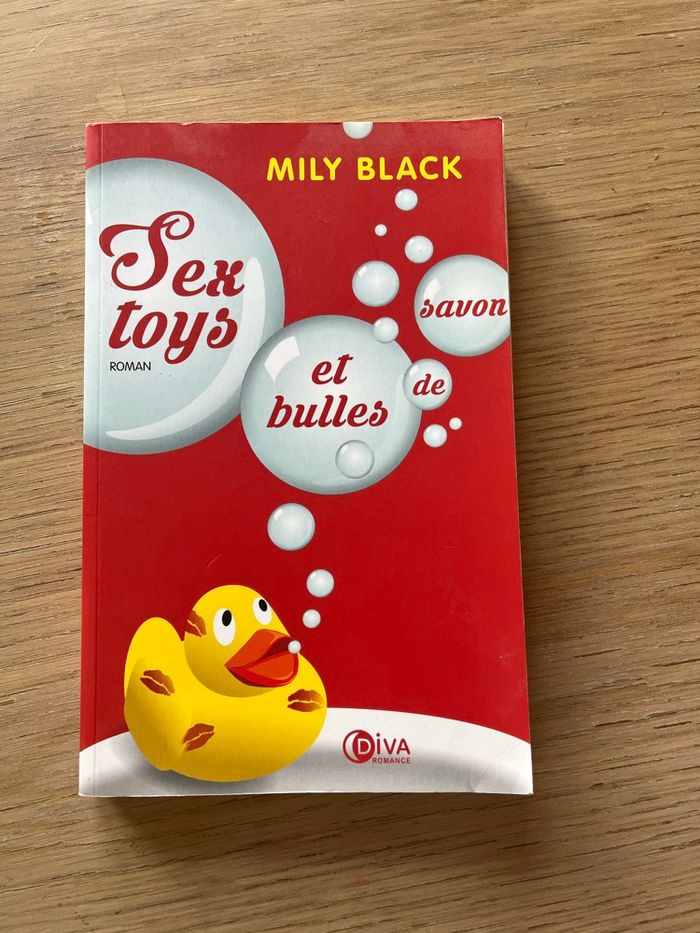 MILY BLACK
Sex
toys
ROMAN
et
bulles
de
savon
DIVA
ROMANCE